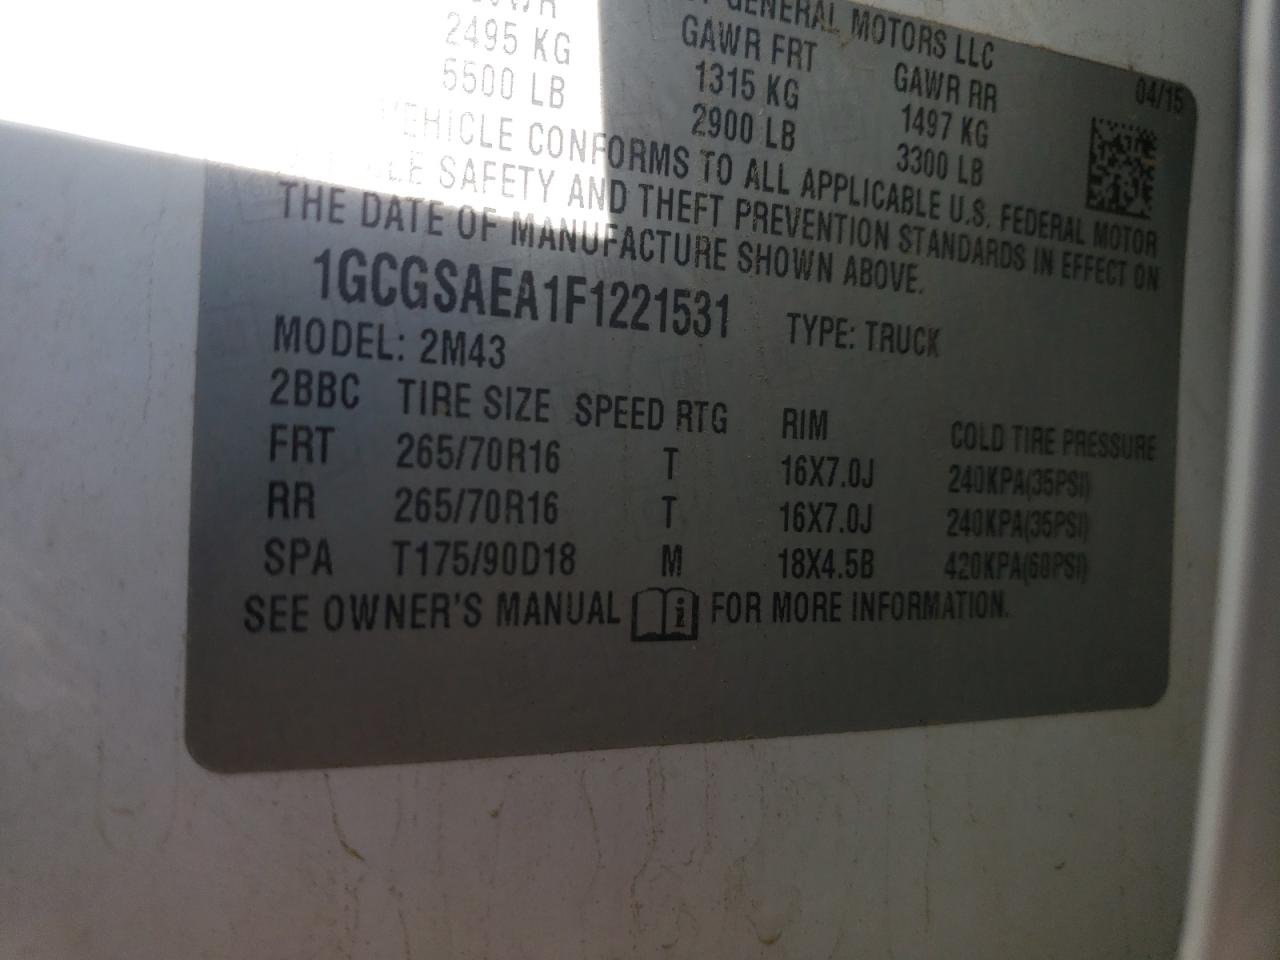 GENERAL MOTORS LLC
04/15
GAWR FRT GAWR RR
2495 KG 1315 KG 1497 KG
5500 LB 2900 LB 3300 LB
VEHICLE CONFORMS TO ALL APPLICABLE U.S. FEDERAL MOTOR
SAFETY AND THEFT PREVENTION STANDARDS IN EFFECT ON
THE DATE OF MANUFACTURE SHOWN ABOVE.
1GCGSAEA1F1221531 TYPE: TRUCK
MODEL: 2M43
2BBC TIRE SIZE SPEED RTG RIM COLD TIRE PRESSURE
FRT 265/70R16 T 16X7.0J 240KPA(35PSI)
RR 265/70R16 T 16X7.0J 240KPA(35PSI)
SPA T175/90D18 M 18X4.5B 420KPA(60PSI)
SEE OWNER'S MANUAL i FOR MORE INFORMATION.